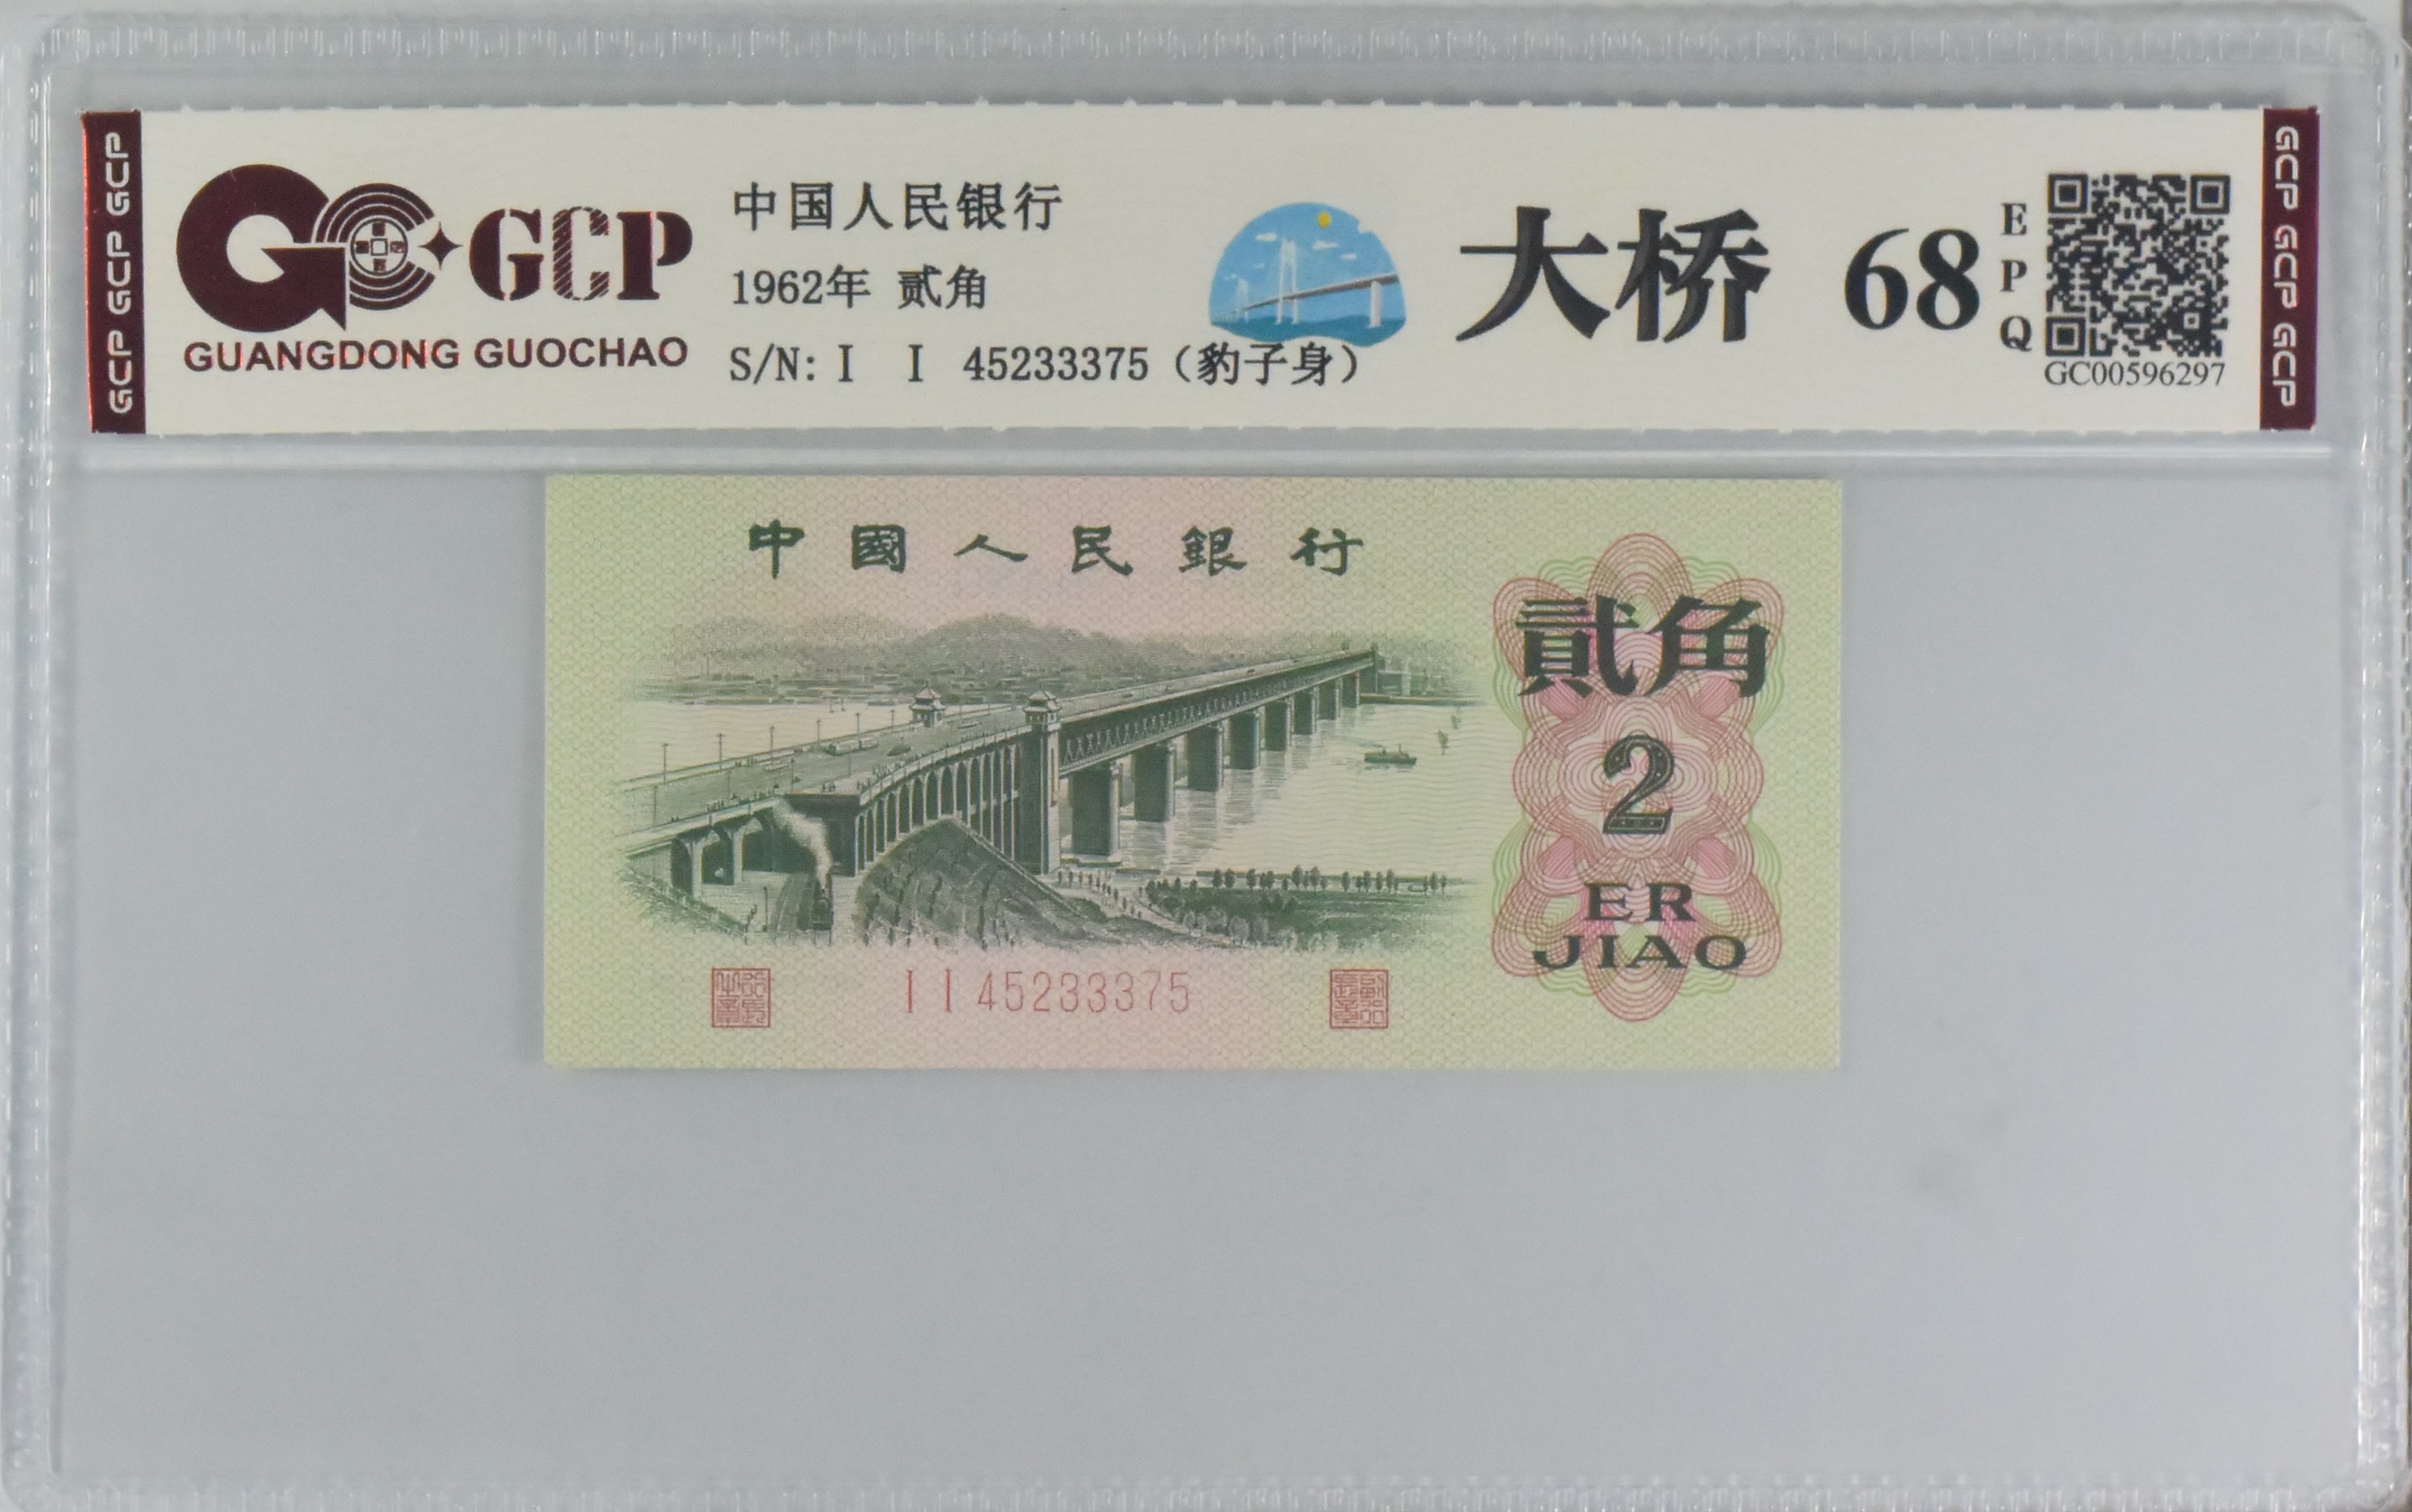 GCP GCP GCP
GCP
GUANGDONG GUOCHAO
中国人民银行
1962年 贰角
S/N: I I 45233375（豹子身）
大桥
68
E
P
Q
GC00596297
GCP GCP GCP
中國人民銀行
貳角
2
ER
JIAO
I I 45233375